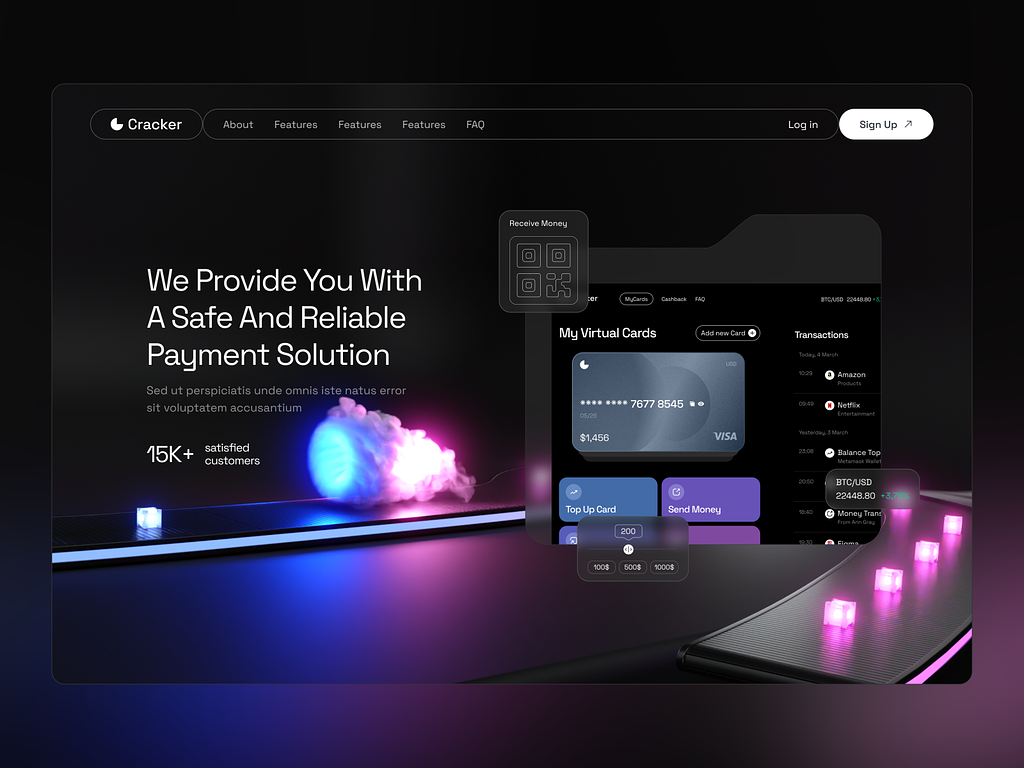 Cracker
About
Features
Features
Features
FAQ
Log in
Sign Up
We Provide You With
A Safe And Reliable
Payment Solution
Sed ut perspiciatis unde omnis iste natus error
sit voluptatem accusantium
15K+
satisfied
customers
Receive Money
MyCards
Cashback
FAQ
BTC/USD 22448.80
My Virtual Cards
Add new Card
USD
**** **** 7677 8545
05/26
$1,456
VISA
Top Up Card
Send Money
200
100$
500$
1000$
Transactions
Today, 4 March
10:29
Amazon
Products
09:49
Netflix
Entertainment
Yesterday, 3 March
23:08
Balance Top
Metamask Wallet
20:50
BTC/USD
22448.80
18:40
Money Trans
From Ann Gray
Figma